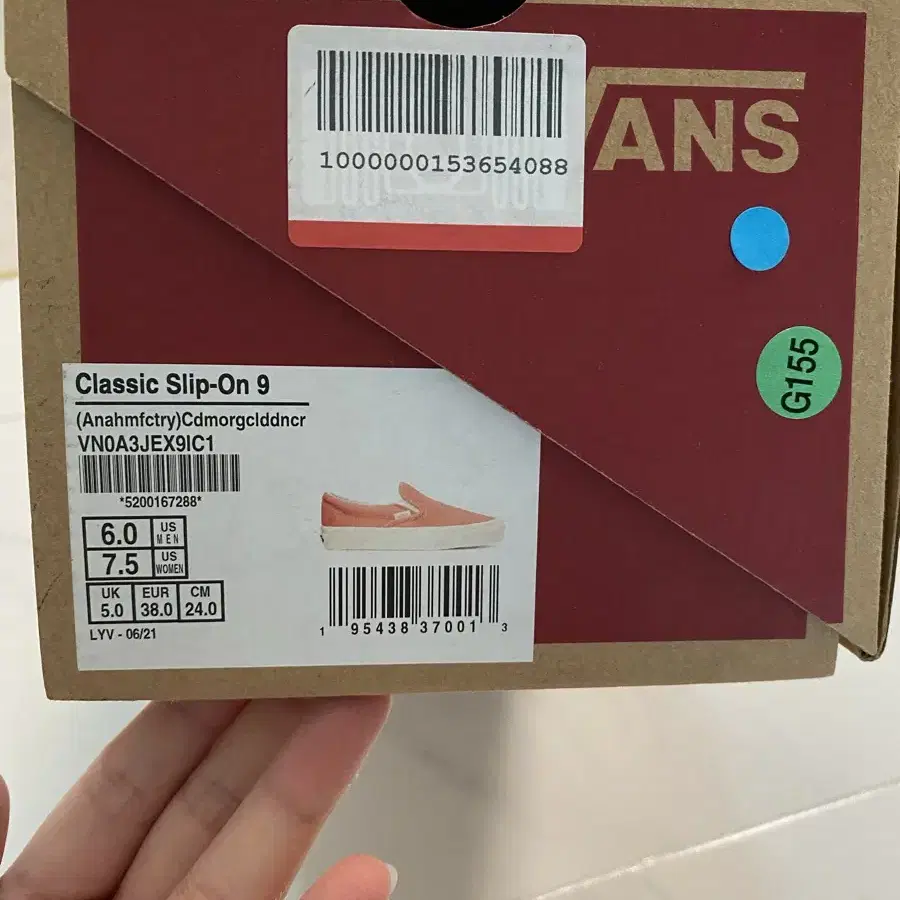 1000000153654088
VANS
G155
Classic Slip-On 9
(Anahmfctry)Cdmorgclddncr
VN0A3JEX9IC1
*5200167288*
6.0 US MEN
7.5 US WOMEN
UK EUR CM
5.0 38.0 24.0
LYV - 06/21
1 95438 37001 3